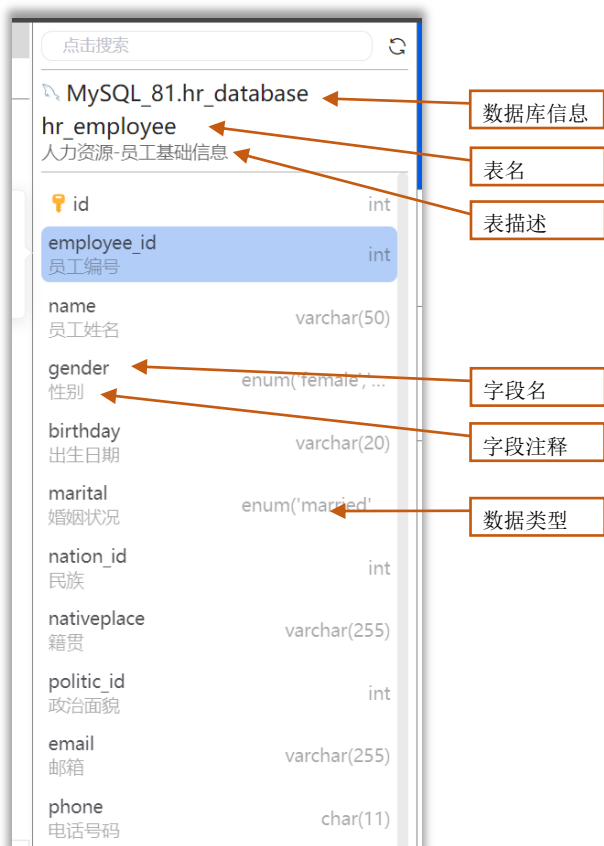 点击搜索
MySQL_81.hr_database
数据库信息
hr_employee
表名
人力资源-员工基础信息
表描述
id int
employee_id
员工编号 int
name
员工姓名 varchar(50)
gender
性别 enum('female','...
字段名
字段注释
birthday
出生日期 varchar(20)
marital
婚姻状况 enum('married'
数据类型
nation_id
民族 int
nativeplace
籍贯 varchar(255)
politic_id
政治面貌 int
email
邮箱 varchar(255)
phone
电话号码 char(11)